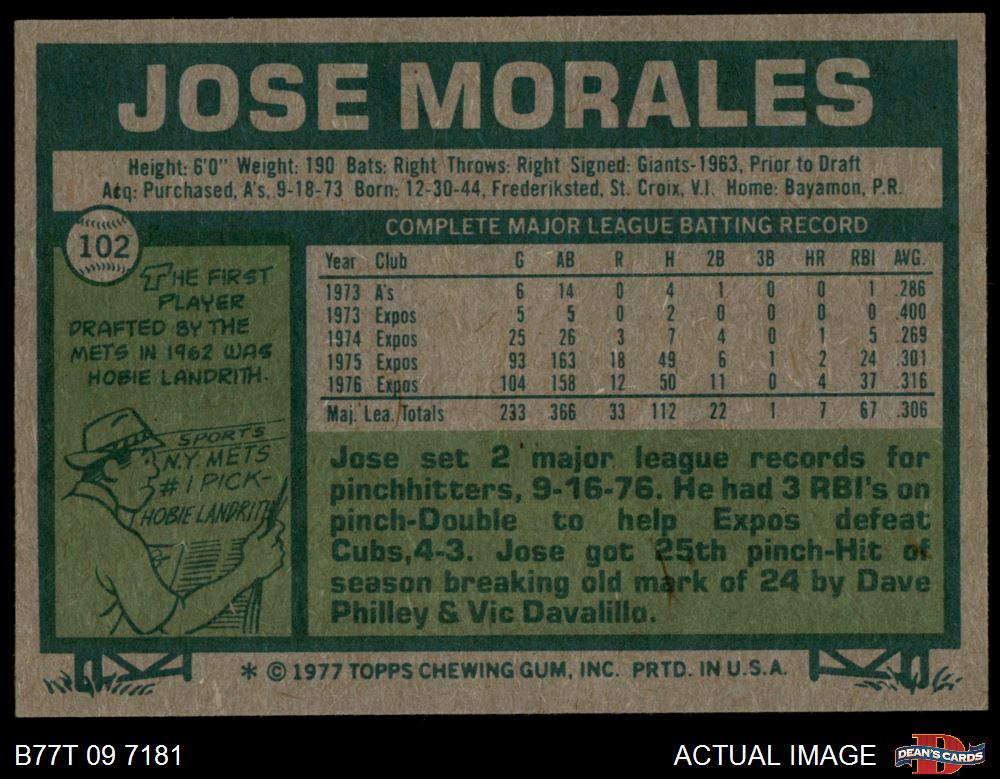 JOSE MORALES
Height: 6'0" Weight: 190 Bats: Right Throws: Right Signed: Giants-1963, Prior to Draft
Acq: Purchased, A's, 9-18-73 Born: 12-30-44, Frederiksted, St. Croix, V.I. Home: Bayamon, P.R.
102
THE FIRST
PLAYER
DRAFTED BY THE
METS IN 1962 WAS
HOBIE LANDRITH.
SPORTS
N.Y. METS
#1 PICK-
HOBIE LANDRITH
COMPLETE MAJOR LEAGUE BATTING RECORD
Year Club G AB R H 2B 3B HR RBI AVG.
1973 A's 6 14 0 4 1 0 0 1 .286
1973 Expos 5 5 0 2 0 0 0 0 .400
1974 Expos 25 26 3 7 4 0 1 5 .269
1975 Expos 93 163 18 49 6 1 2 24 .301
1976 Expos 104 158 12 50 11 0 4 37 .316
Maj. Lea. Totals 233 366 33 112 22 1 7 67 .306
Jose set 2 major league records for
pinchhitters, 9-16-76. He had 3 RBI's on
pinch-Double to help Expos defeat
Cubs,4-3. Jose got 25th pinch-Hit of
season breaking old mark of 24 by Dave
Philley & Vic Davalillo.
* © 1977 TOPPS CHEWING GUM, INC. PRTD. IN U.S.A.
B77T 09 7181
ACTUAL IMAGE
DEAN'S CARDS